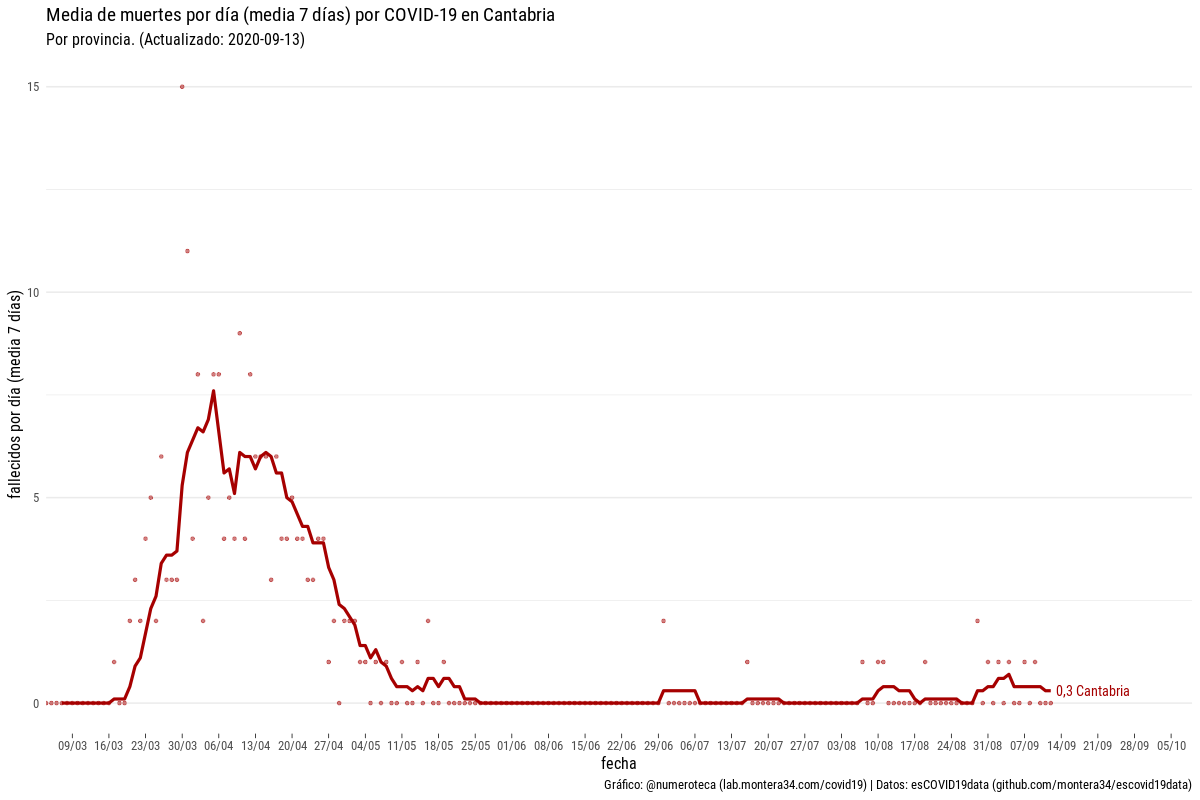 Media de muertes por día (media 7 días) por COVID-19 en Cantabria
Por provincia. (Actualizado: 2020-09-13)
fallecidos por día (media 7 días)
15
10
5
0
0,3 Cantabria
09/03 16/03 23/03 30/03 06/04 13/04 20/04 27/04 04/05 11/05 18/05 25/05 01/06 08/06 15/06 22/06 29/06 06/07 13/07 20/07 27/07 03/08 10/08 17/08 24/08 31/08 07/09 14/09 21/09 28/09 05/10
fecha
Gráfico: @numeroteca (lab.montera34.com/covid19) | Datos: esCOVID19data (github.com/montera34/escovid19data)